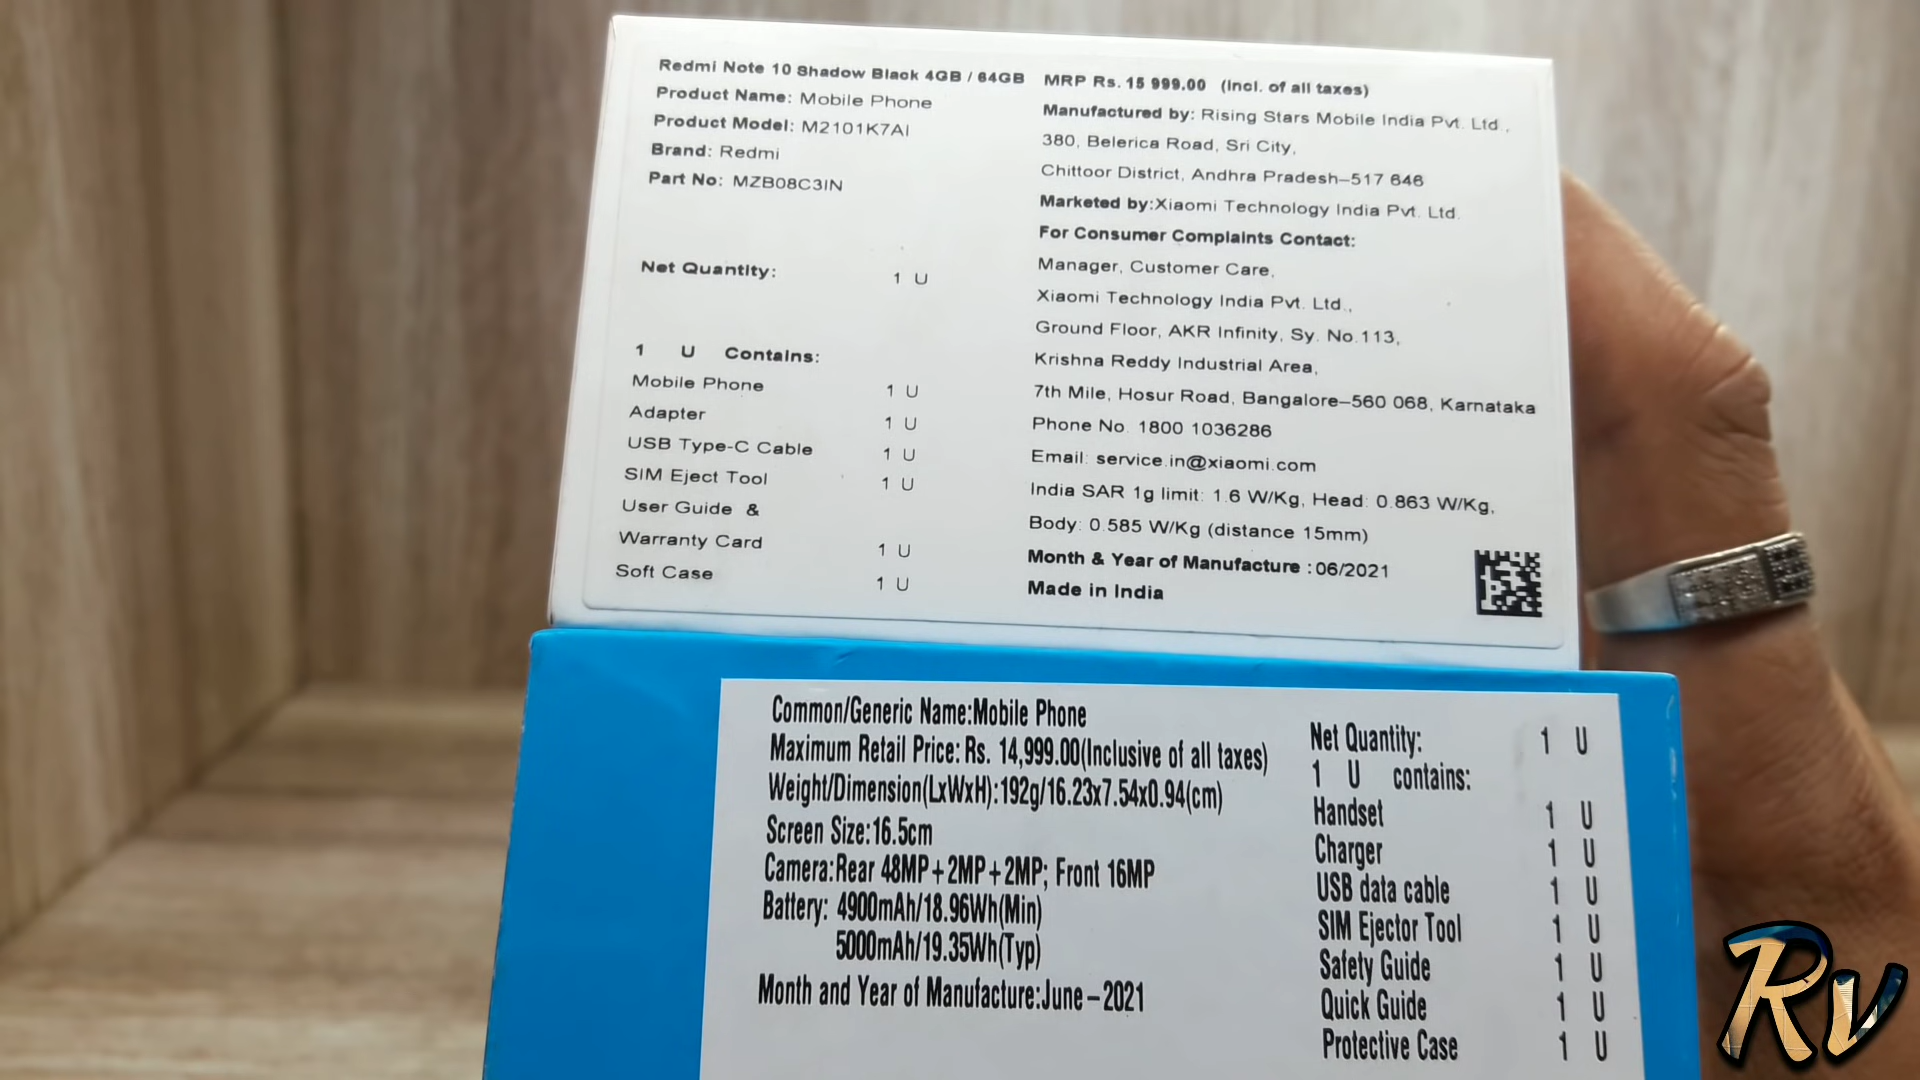 Redmi Note 10 Shadow Black 4GB / 64GB
Product Name: Mobile Phone
Product Model: M2101K7AI
Brand: Redmi
Part No: MZB08C3IN
Net Quantity: 1 U
1 U Contains:
Mobile Phone 1 U
Adapter 1 U
USB Type-C Cable 1 U
SIM Eject Tool 1 U
User Guide &
Warranty Card 1 U
Soft Case 1 U
MRP Rs. 15 999.00 (Incl. of all taxes)
Manufactured by: Rising Stars Mobile India Pvt. Ltd.,
380, Belerica Road, Sri City,
Chittoor District, Andhra Pradesh–517 646
Marketed by:Xiaomi Technology India Pvt. Ltd.
For Consumer Complaints Contact:
Manager, Customer Care,
Xiaomi Technology India Pvt. Ltd.,
Ground Floor, AKR Infinity, Sy. No.113,
Krishna Reddy Industrial Area,
7th Mile, Hosur Road, Bangalore–560 068, Karnataka
Phone No. 1800 1036286
Email: service.in@xiaomi.com
India SAR 1g limit: 1.6 W/Kg, Head: 0.863 W/Kg,
Body: 0.585 W/Kg (distance 15mm)
Month & Year of Manufacture : 06/2021
Made in India
Common/Generic Name:Mobile Phone
Maximum Retail Price: Rs. 14,999.00(Inclusive of all taxes)
Weight/Dimension(LxWxH):192g/16.23x7.54x0.94(cm)
Screen Size:16.5cm
Camera:Rear 48MP+2MP+2MP; Front 16MP
Battery: 4900mAh/18.96Wh(Min)
5000mAh/19.35Wh(Typ)
Month and Year of Manufacture:June–2021
Net Quantity: 1 U
1 U contains:
Handset 1 U
Charger 1 U
USB data cable 1 U
SIM Ejector Tool 1 U
Safety Guide 1 U
Quick Guide 1 U
Protective Case 1 U
Rv